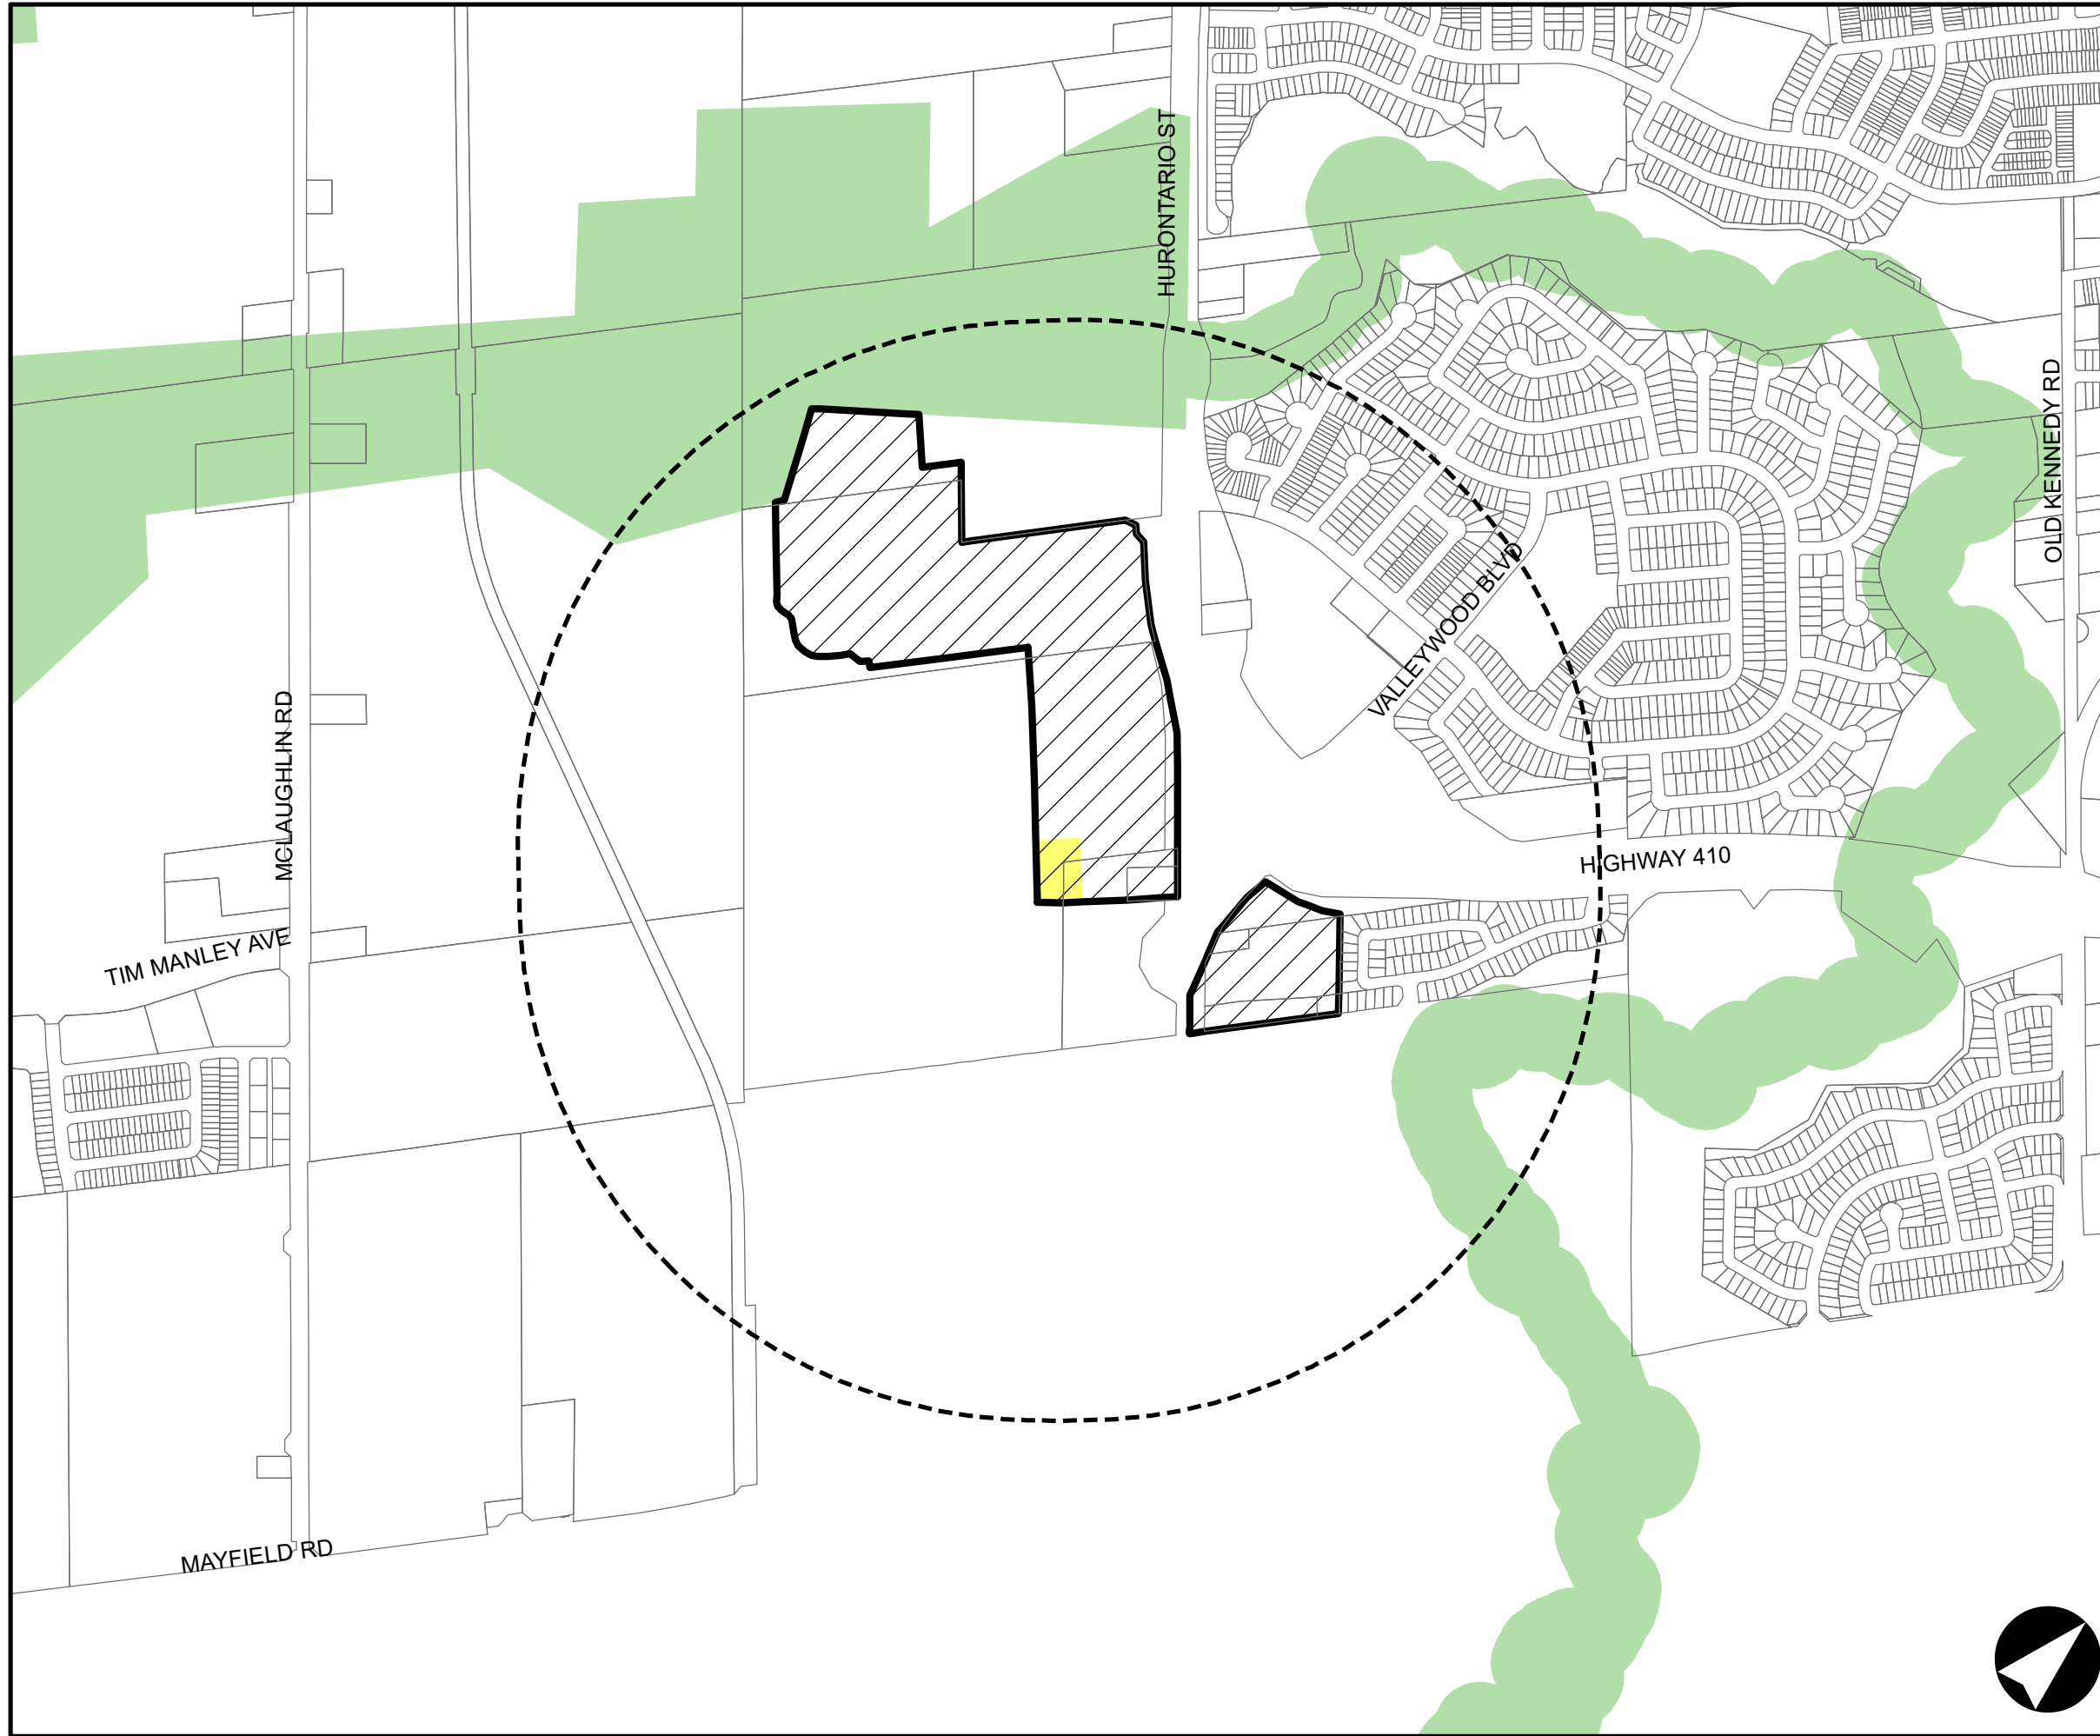 HURONTARIO ST
OLD KENNEDY RD
VALLEYWOOD BLVD
MCLAUGHLIN RD
HIGHWAY 410
TIM MANLEY AVE
MAYFIELD RD